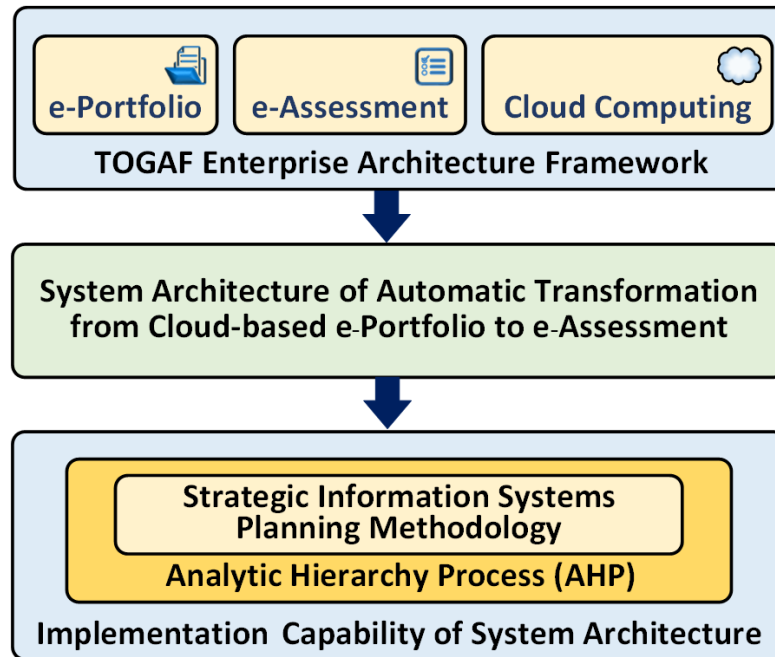 e-Portfolio
e-Assessment
Cloud Computing
TOGAF Enterprise Architecture Framework
System Architecture of Automatic Transformation
from Cloud-based e-Portfolio to e-Assessment
Strategic Information Systems
Planning Methodology
Analytic Hierarchy Process (AHP)
Implementation Capability of System Architecture